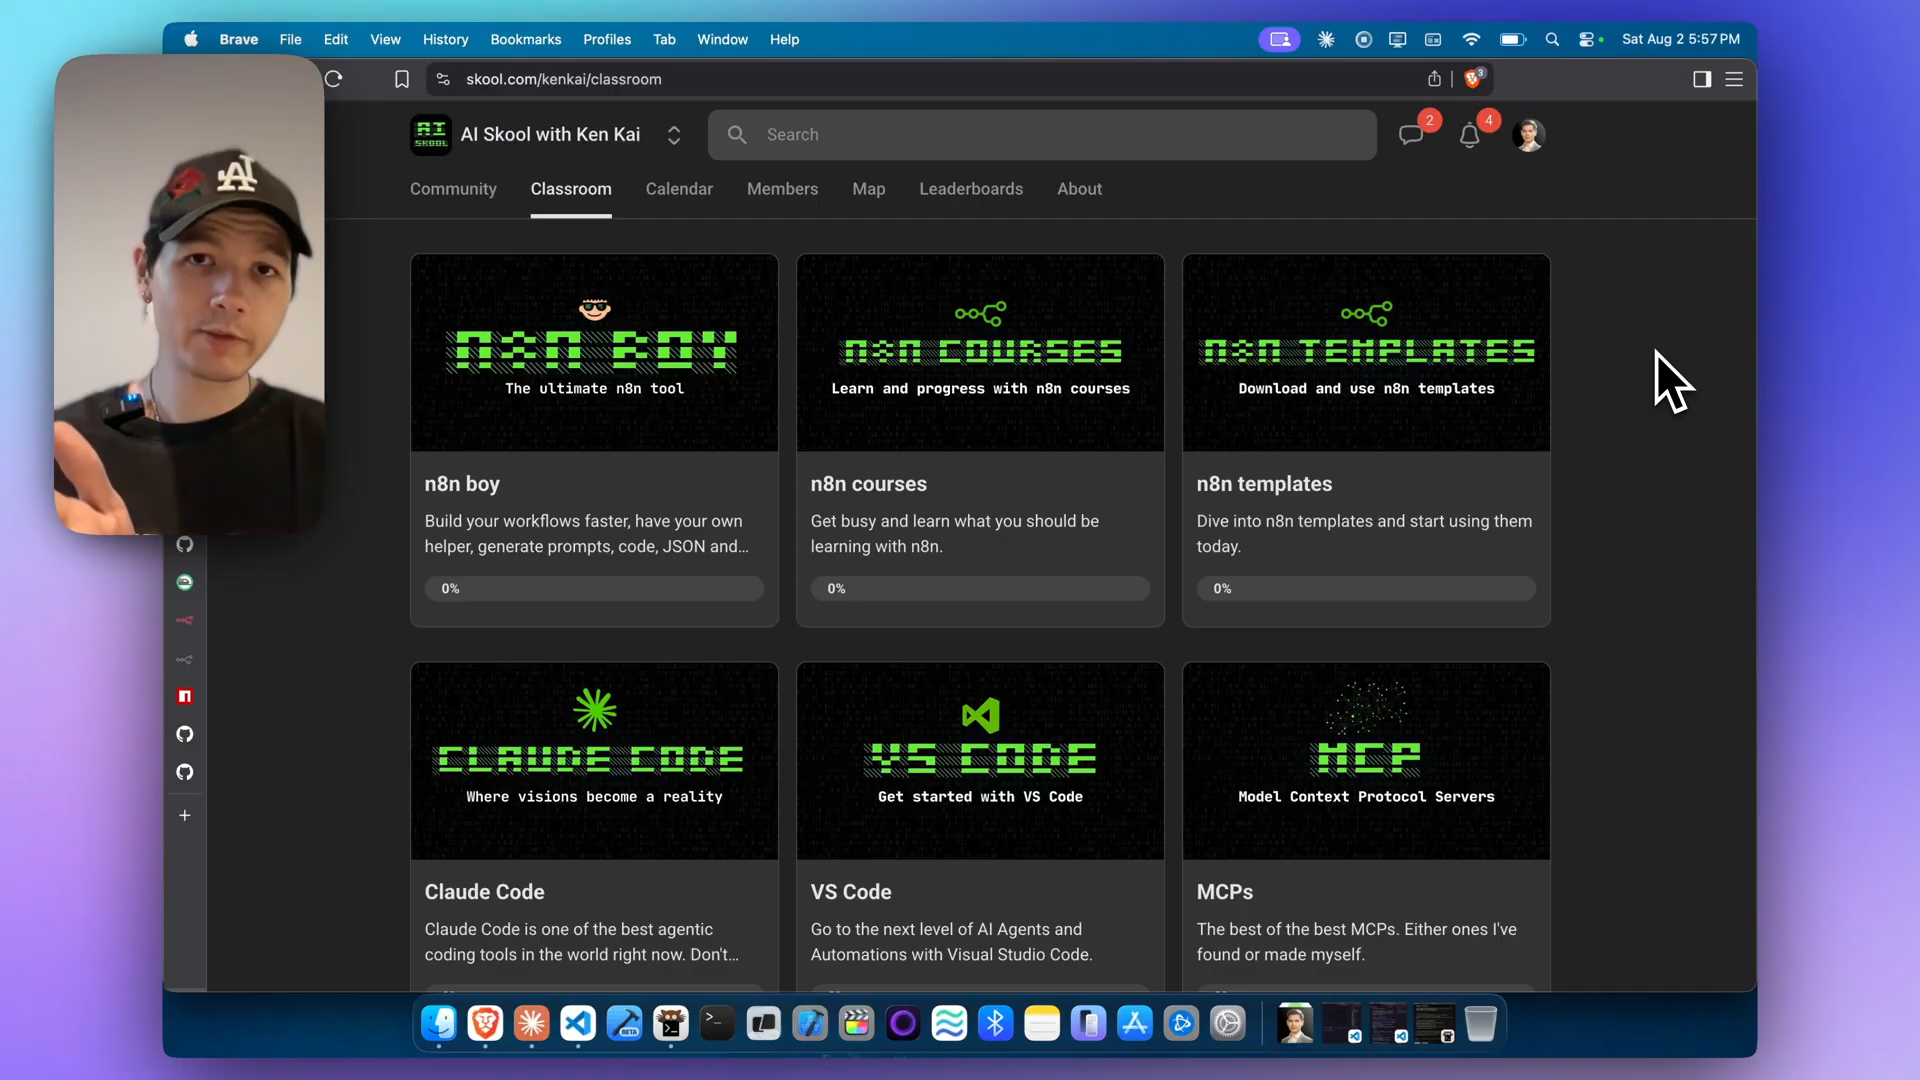 Brave File Edit View History Bookmarks Profiles Tab Window Help
Sat Aug 2 5:57 PM
skool.com/kenkai/classroom
3
AI SKOOL
AI Skool with Ken Kai
Search
2
4
Community Classroom Calendar Members Map Leaderboards About
N8N BOY
The ultimate n8n tool
N8N COURSES
Learn and progress with n8n courses
N8N TEMPLATES
Download and use n8n templates
n8n boy
Build your workflows faster, have your own
helper, generate prompts, code, JSON and...
0%
n8n courses
Get busy and learn what you should be
learning with n8n.
0%
n8n templates
Dive into n8n templates and start using them
today.
0%
CLAUDE CODE
Where visions become a reality
VS CODE
Get started with VS Code
MCP
Model Context Protocol Servers
Claude Code
Claude Code is one of the best agentic
coding tools in the world right now. Don't...
VS Code
Go to the next level of AI Agents and
Automations with Visual Studio Code.
MCPs
The best of the best MCPs. Either ones I've
found or made myself.
BETA